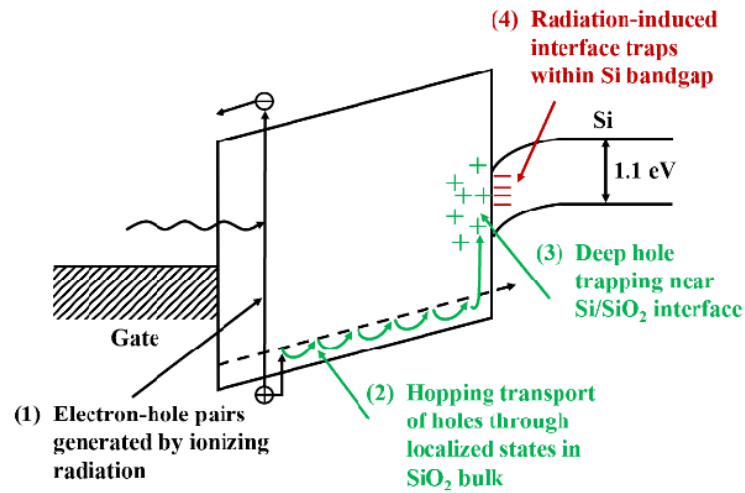 (4) Radiation-induced
interface traps
within Si bandgap
Si
1.1 eV
(3) Deep hole
trapping near
Si/SiO₂ interface
Gate
(1) Electron-hole pairs
generated by ionizing
radiation
(2) Hopping transport
of holes through
localized states in
SiO₂ bulk